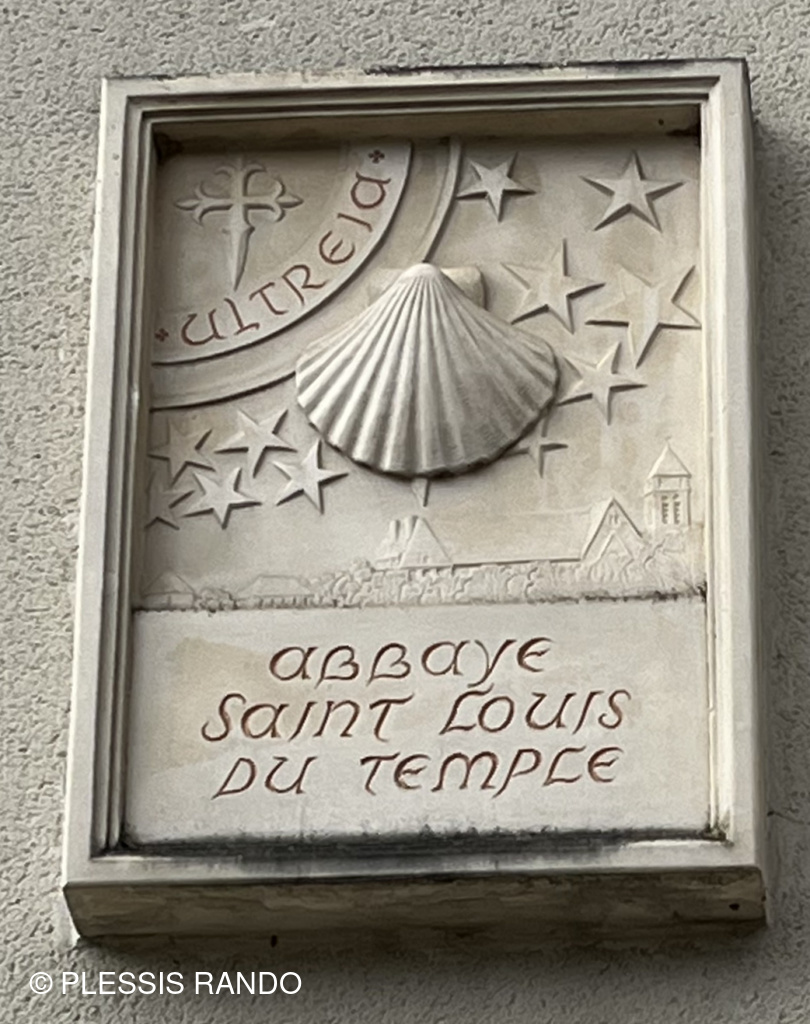 ULTREIA
ABBAYE
SAINT LOUIS
DU TEMPLE
© PLESSIS RANDO